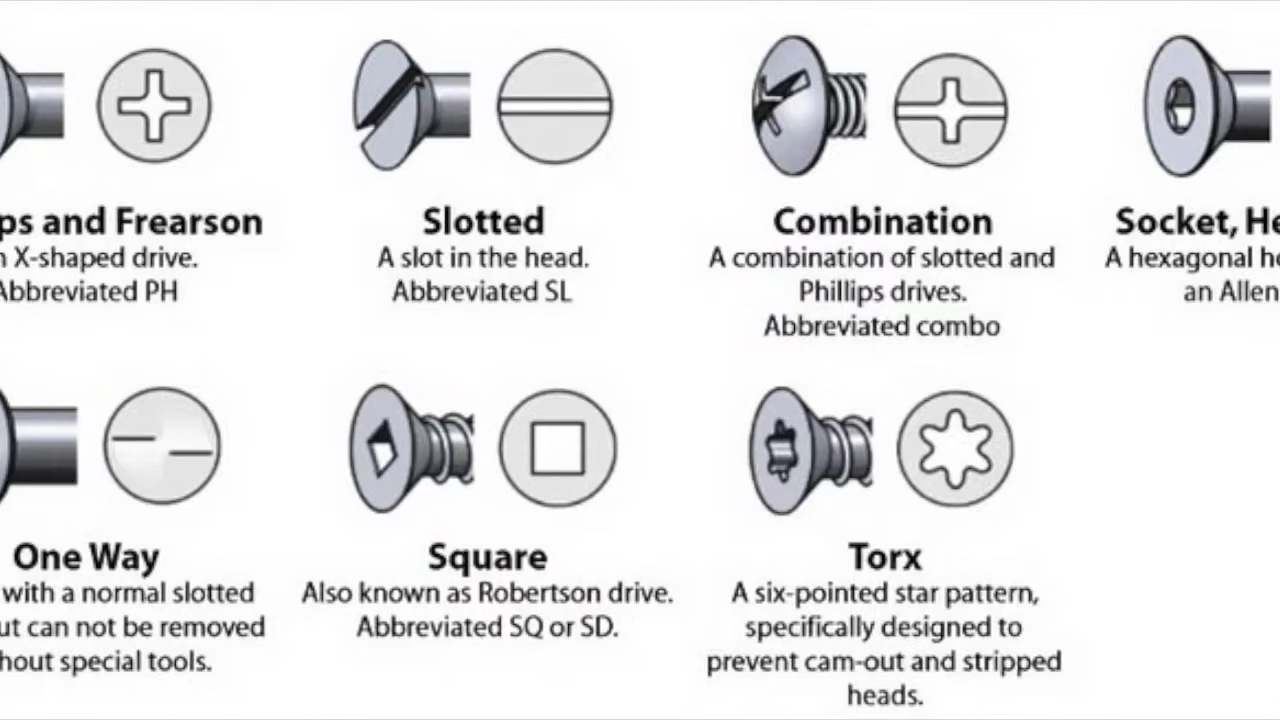 ps and Frearson
X-shaped drive.
Abbreviated PH
Slotted
A slot in the head.
Abbreviated SL
Combination
A combination of slotted and
Phillips drives.
Abbreviated combo
Socket, He
A hexagonal
an Allen
One Way
with a normal slotted
ut can not be removed
hout special tools.
Square
Also known as Robertson drive.
Abbreviated SQ or SD.
Torx
A six-pointed star pattern,
specifically designed to
prevent cam-out and stripped
heads.